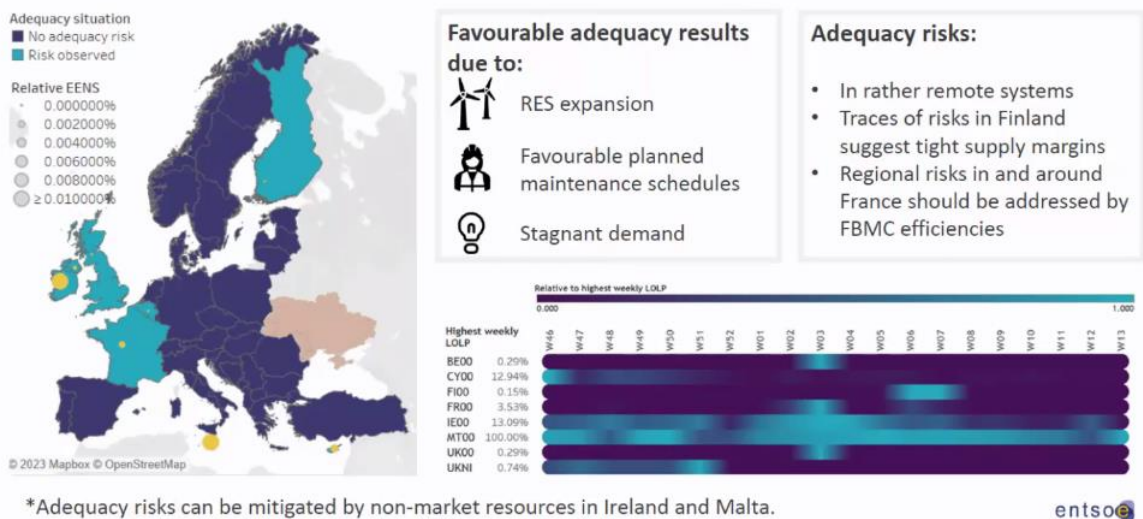 Adequacy situation
No adequacy risk
Risk observed
Relative EENS
0.000000%
0.002000%
0.004000%
0.006000%
0.008000%
≥ 0.010000%
© 2023 Mapbox © OpenStreetMap
Favourable adequacy results
due to:
RES expansion
Favourable planned
maintenance schedules
Stagnant demand
Adequacy risks:
• In rather remote systems
• Traces of risks in Finland
suggest tight supply margins
• Regional risks in and around
France should be addressed by
FBMC efficiencies
Relative to highest weekly LOLP
0.000 1.000
Highest weekly
LOLP
W46 W47 W48 W49 W50 W51 W52 W01 W02 W03 W04 W05 W06 W07 W08 W09 W10 W11 W12 W13
BE00 0.29%
CY00 12.94%
FI00 0.15%
FR00 3.53%
IE00 13.09%
MT00 100.00%
UK00 0.29%
UKNI 0.74%
*Adequacy risks can be mitigated by non-market resources in Ireland and Malta.
entsoe